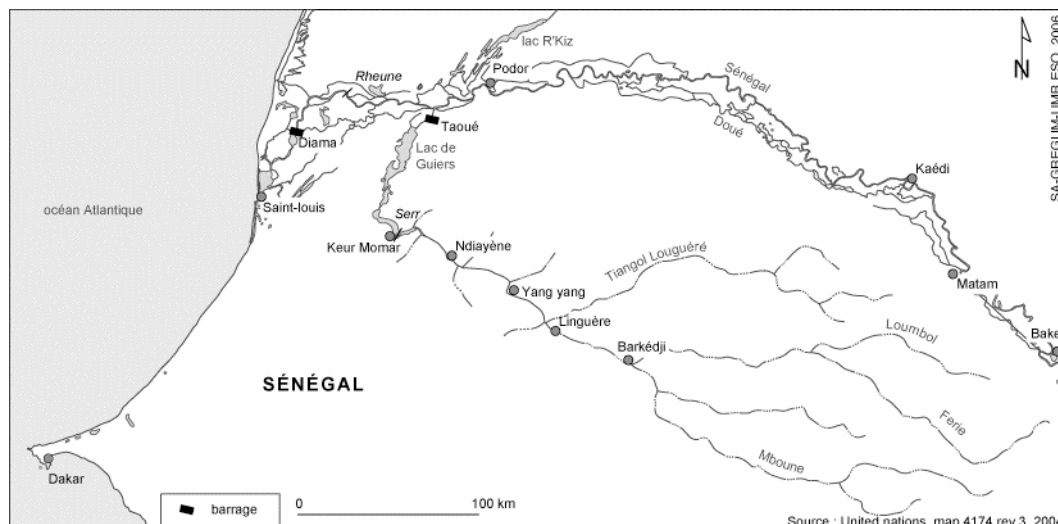 lac R'Kiz
Podor
Rheune
Sénégal
Doué
Diama
Taoué
Lac de
Guiers
Kaédi
Saint-louis
océan Atlantique
Serr
Keur Momar
Ndiayène
Tiangol Louguéré
Matam
Yang yang
Linguère
Loumbol
Bake
Barkédji
SÉNÉGAL
Ferie
Mboune
Dakar
barrage
0 100 km
N
SA-GREGUM-UMR ESO, 2006
Source : United nations, map 4174 rev 3, 2004